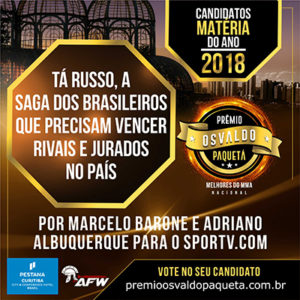 CANDIDATOS
MATÉRIA
DO ANO
2018
TÁ RUSSO, A
SAGA DOS BRASILEIROS
QUE PRECISAM VENCER
RIVAIS E JURADOS
NO PAÍS
PRÊMIO
OSVALDO
PAQUETÁ
MELHORES DO MMA
NACIONAL
POR MARCELO BARONE E ADRIANO
ALBUQUERQUE PARA O SPORTV.COM
PESTANA
CURITIBA
AFW
VOTE NO SEU CANDIDATO
premioosvaldopaqueta.com.br